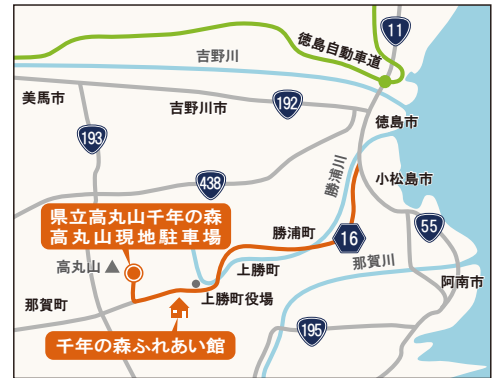 11
徳島自動車道
吉野川
美馬市
吉野川市
192
徳島市
193
勝浦川
438
小松島市
県立高丸山千年の森
高丸山現地駐車場
勝浦町
16
55
高丸山
上勝町
那賀川
阿南市
那賀町
上勝町役場
195
千年の森ふれあい館